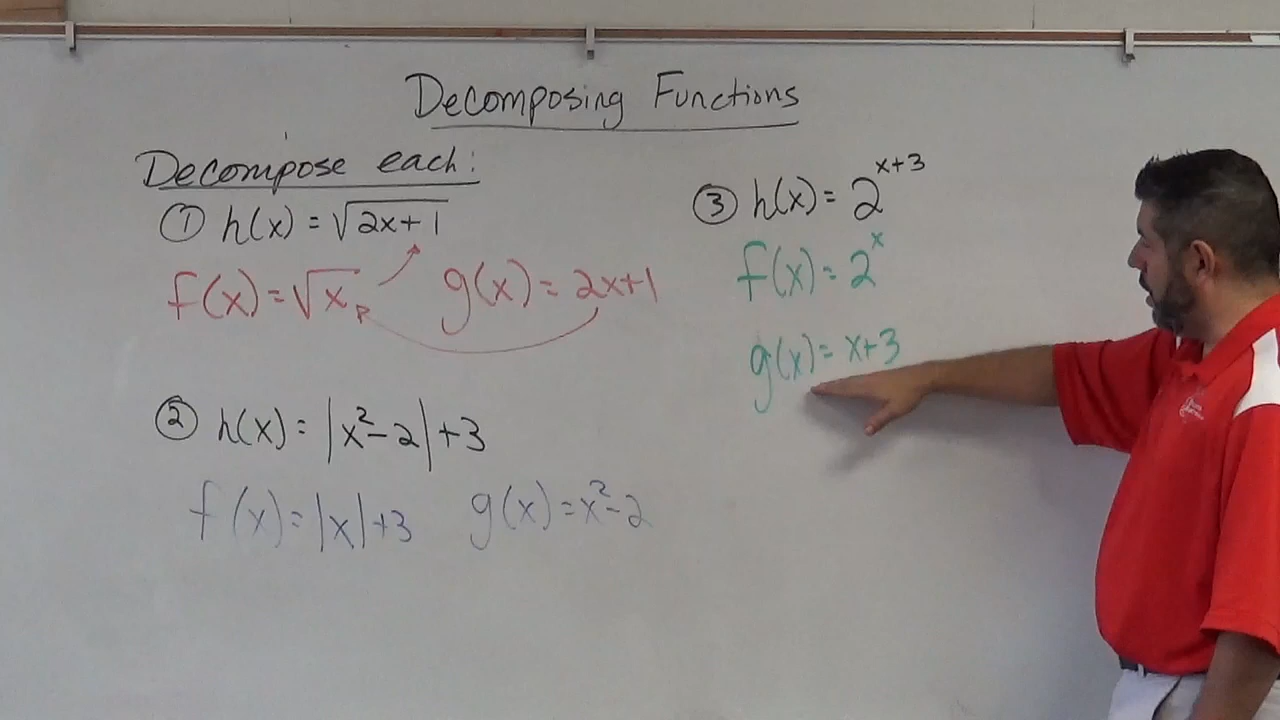 Decomposing Functions
Decompose each:
① h(x) = √2x+1
f(x) = √x g(x) = 2x+1
② h(x) = |x²-2| +3
f(x) = |x| +3 g(x) = x²-2
③ h(x) = 2^(x+3)
f(x) = 2^x
g(x) = x+3